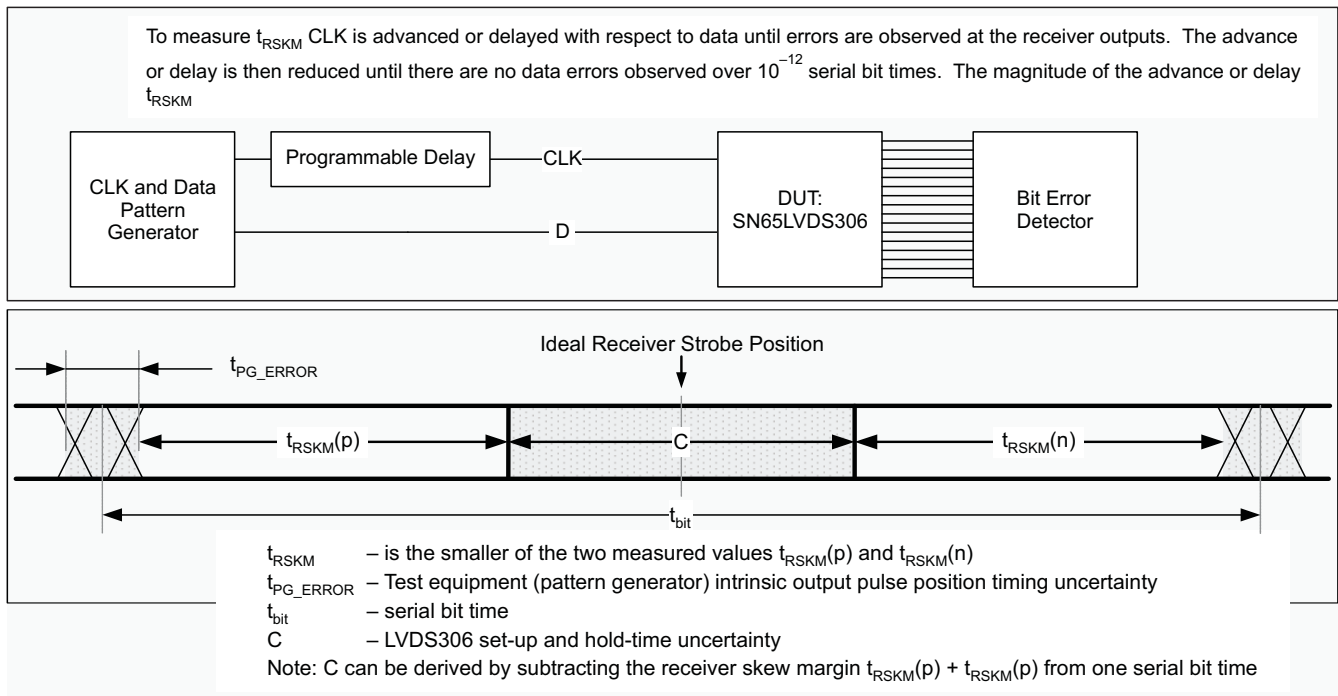 To measure tRSKM CLK is advanced or delayed with respect to data until errors are observed at the receiver outputs. The advance
or delay is then reduced until there are no data errors observed over 10−12 serial bit times. The magnitude of the advance or delay
tRSKM
CLK and Data
Pattern
Generator
Programmable Delay
CLK
D
DUT:
SN65LVDS306
Bit Error
Detector
Ideal Receiver Strobe Position
tPG_ERROR
tRSKM(p)
C
tRSKM(n)
tbit
tRSKM – is the smaller of the two measured values tRSKM(p) and tRSKM(n)
tPG_ERROR – Test equipment (pattern generator) intrinsic output pulse position timing uncertainty
tbit – serial bit time
C – LVDS306 set-up and hold-time uncertainty
Note: C can be derived by subtracting the receiver skew margin tRSKM(p) + tRSKM(p) from one serial bit time